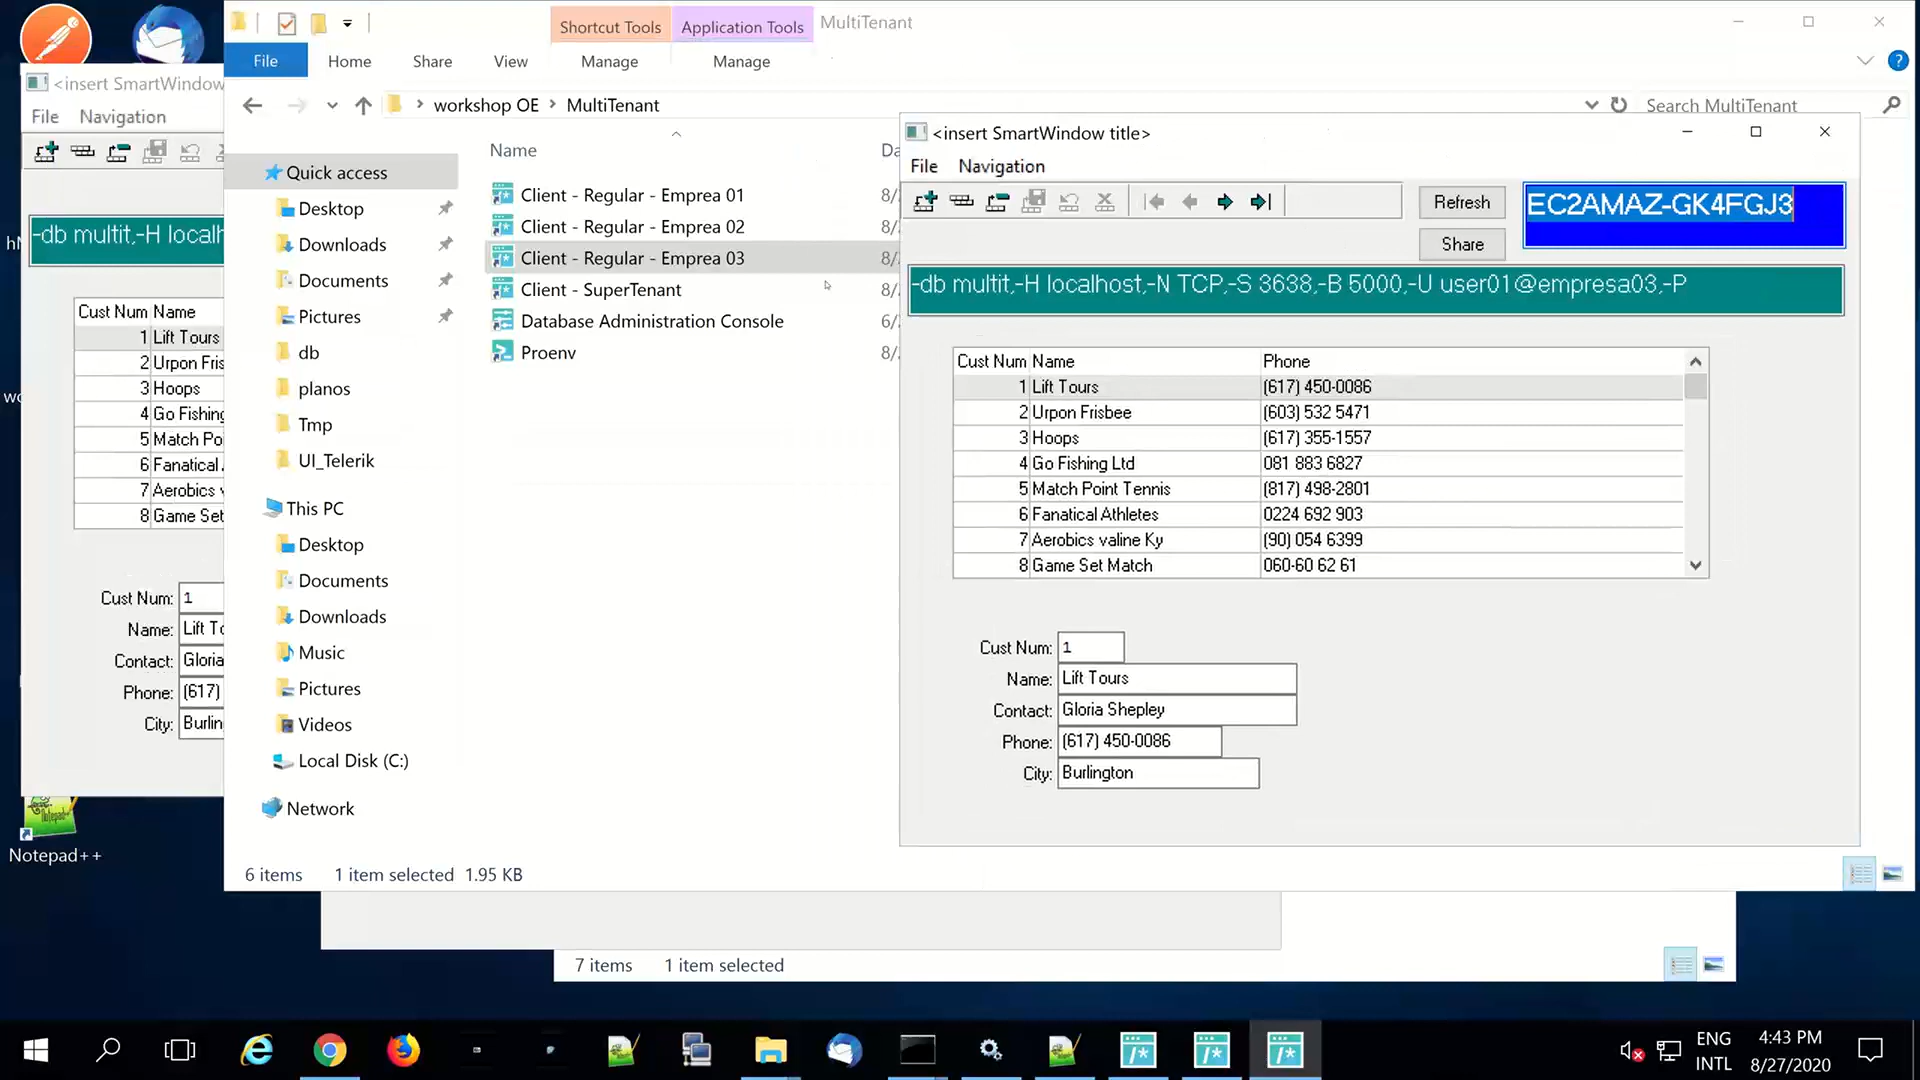 Shortcut Tools
Application Tools
MultiTenant
File
Home
Share
View
Manage
Manage
?
workshop OE
MultiTenant
Search MultiTenant
<insert SmartWindow
File
Navigation
-db multit,-H localh
Cust Num Name
1 Lift Tours
2 Urpon Fris
3 Hoops
4 Go Fishing
5 Match Po
6 Fanatical
7 Aerobics v
8 Game Set
Cust Num: 1
Name: Lift To
Contact: Gloria
Phone: (617)
City: Burlin
Notepad++
Quick access
Desktop
Downloads
Documents
Pictures
db
planos
Tmp
UI_Telerik
This PC
Desktop
Documents
Downloads
Music
Pictures
Videos
Local Disk (C:)
Network
Name
Da
Client - Regular - Emprea 01
8/
Client - Regular - Emprea 02
8/
Client - Regular - Emprea 03
8/
Client - SuperTenant
8/
Database Administration Console
6/
Proenv
8/
6 items
1 item selected 1.95 KB
<insert SmartWindow title>
File
Navigation
Refresh
Share
EC2AMAZ-GK4FGJ3
-db multit,-H localhost,-N TCP,-S 3638,-B 5000,-U user01@empresa03,-P
Cust Num Name Phone
1 Lift Tours (617) 450-0086
2 Urpon Frisbee (603) 532 5471
3 Hoops (617) 355-1557
4 Go Fishing Ltd 081 883 6827
5 Match Point Tennis (817) 498-2801
6 Fanatical Athletes 0224 692 903
7 Aerobics valine Ky (90) 054 6399
8 Game Set Match 060-60 62 61
Cust Num: 1
Name: Lift Tours
Contact: Gloria Shepley
Phone: (617) 450-0086
City: Burlington
7 items
1 item selected
ENG
INTL
4:43 PM
8/27/2020